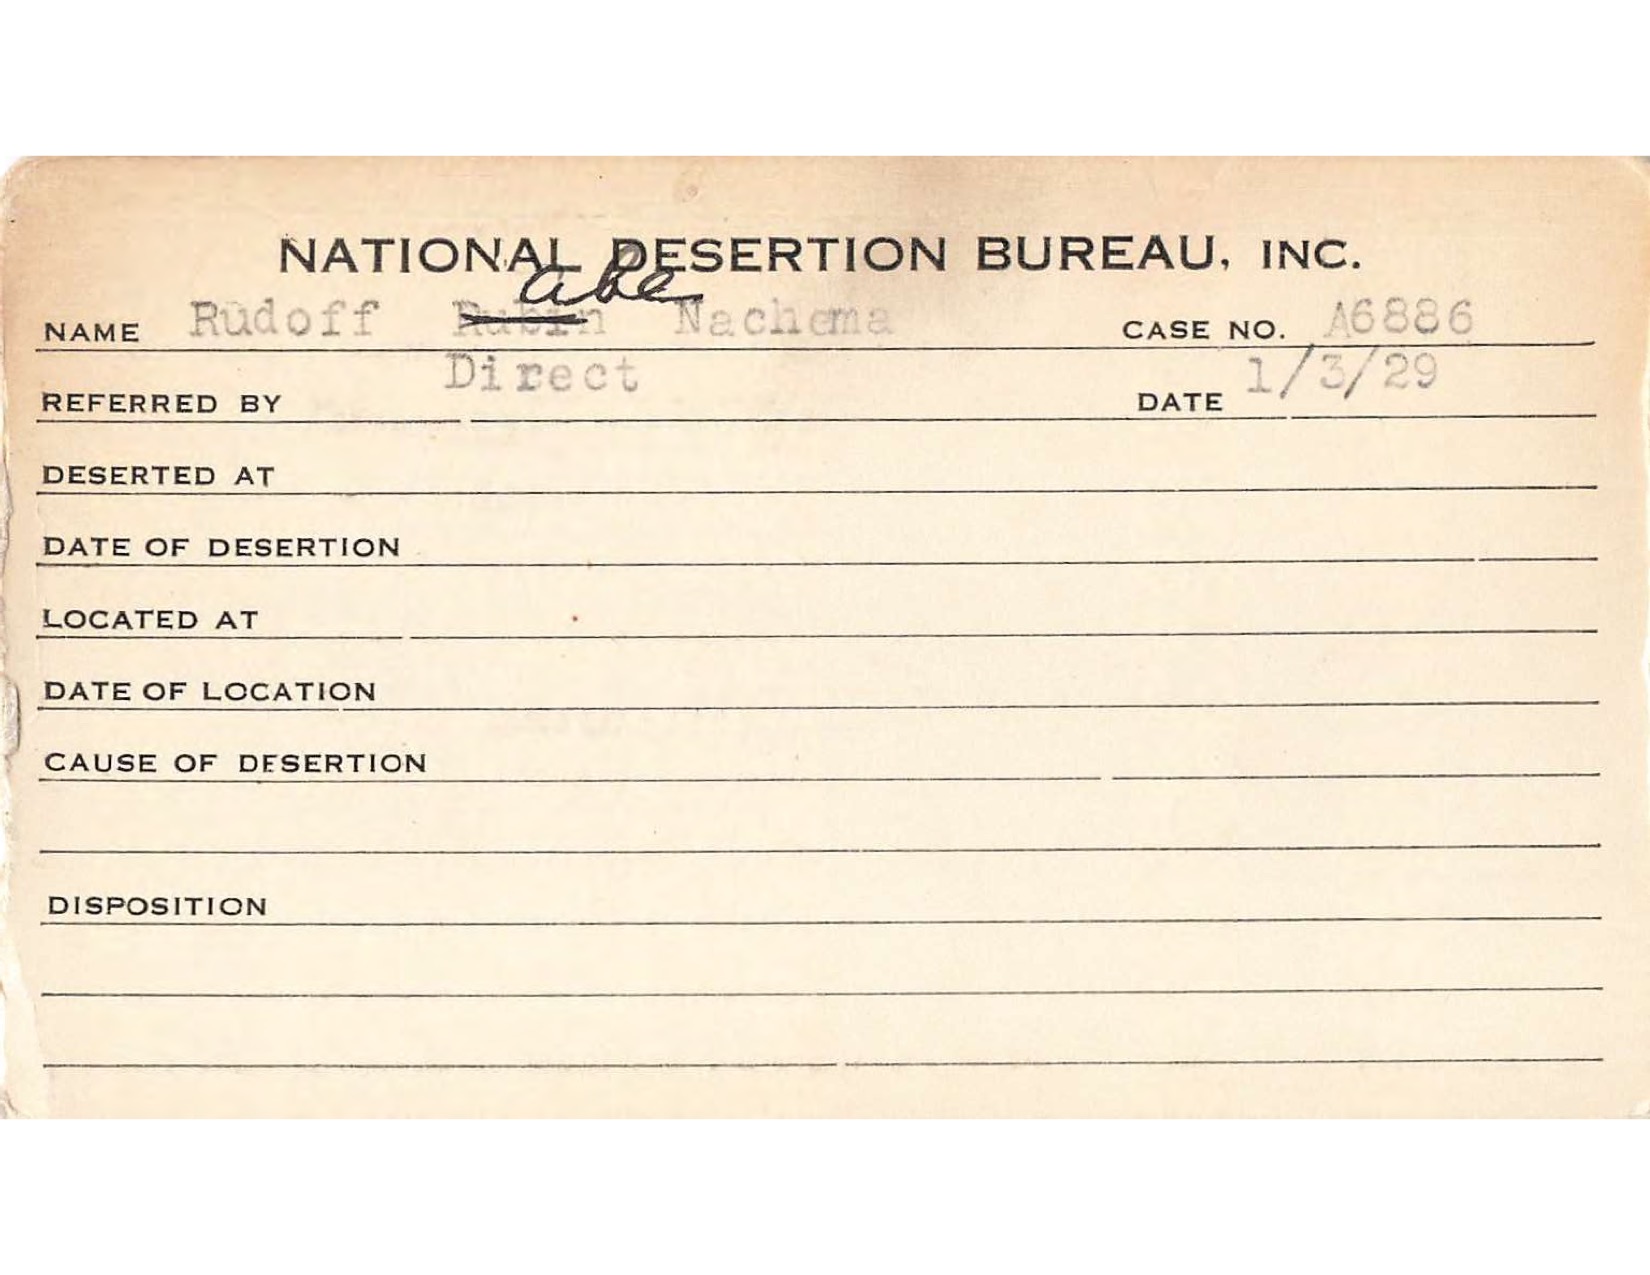 NATIONAL DESERTION BUREAU, INC.
abe
NAME Rudoff Rubin Nachema CASE NO. A6886
REFERRED BY Direct DATE 1/3/29
DESERTED AT
DATE OF DESERTION
LOCATED AT
DATE OF LOCATION
CAUSE OF DESERTION
DISPOSITION